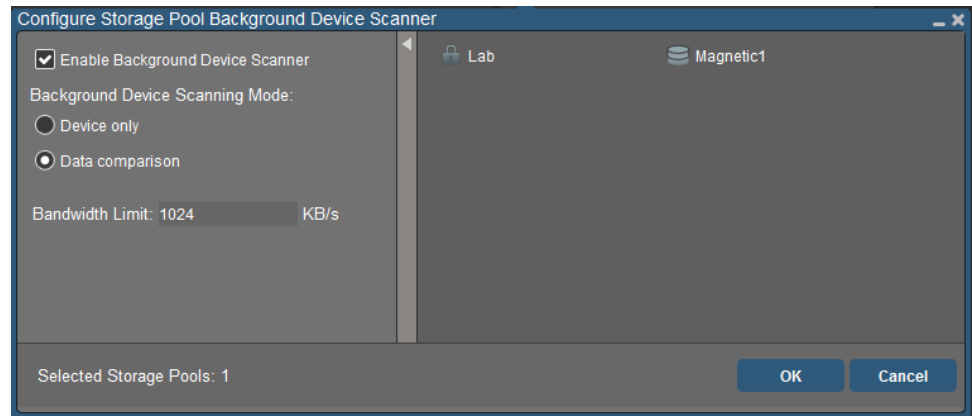 Configure Storage Pool Background Device Scanner
Enable Background Device Scanner
Background Device Scanning Mode:
Device only
Data comparison
Bandwidth Limit: 1024 KB/s
Lab Magnetic1
Selected Storage Pools: 1
OK Cancel